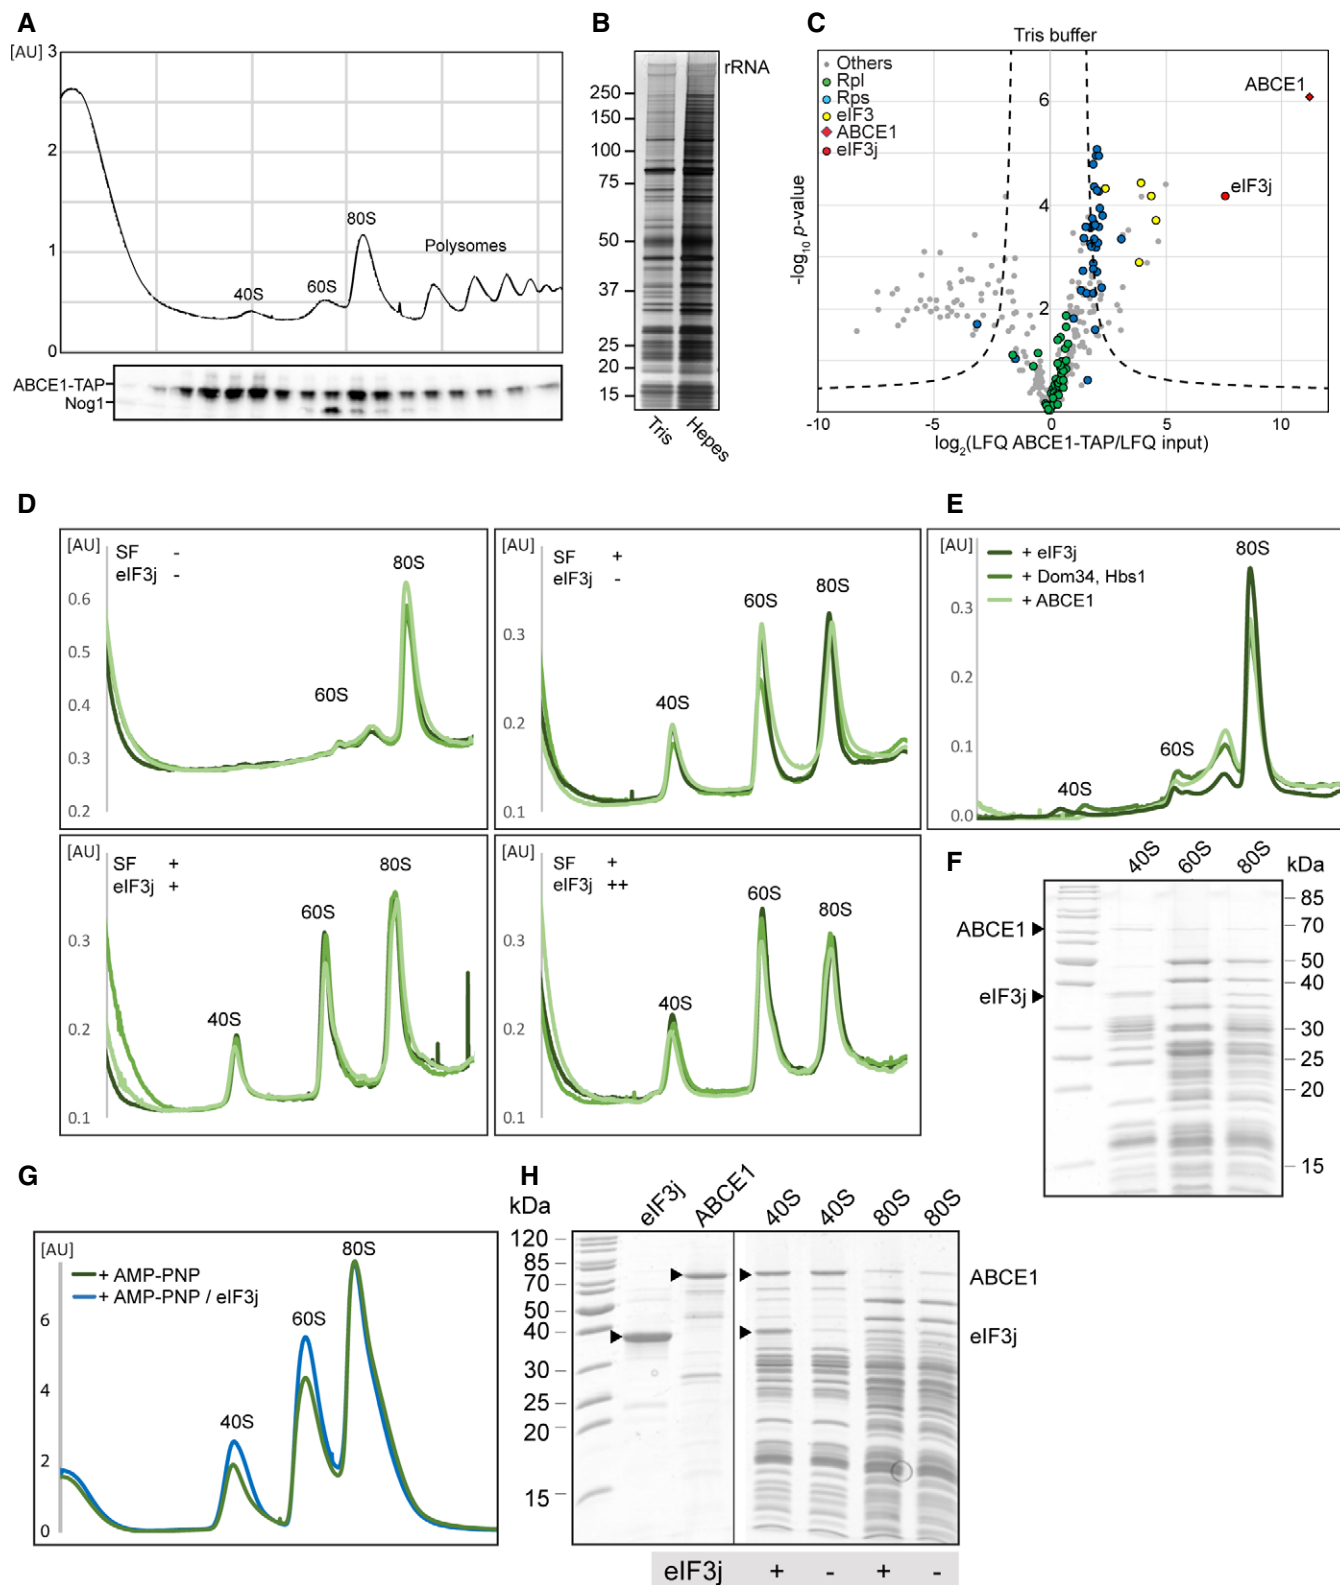 A
[AU]
3
2
1
0
40S
60S
80S
Polysomes
ABCE1-TAP
Nog1
B
rRNA
250
150
100
75
50
37
25
20
15
Tris
Hepes
C
Tris buffer
Others
Rpl
Rps
eIF3
ABCE1
eIF3j
ABCE1
eIF3j
6
4
2
-log10 p-value
-10
-5
0
5
10
log2(LFQ ABCE1-TAP/LFQ input)
D
[AU]
SF -
eIF3j -
0.6
0.5
0.4
0.3
0.2
60S
80S
[AU]
SF +
eIF3j -
0.3
0.2
0.1
40S
60S
80S
E
[AU]
+ eIF3j
+ Dom34, Hbs1
+ ABCE1
0.3
0.2
0.1
0.0
40S
60S
80S
[AU]
SF +
eIF3j +
0.3
0.2
0.1
40S
60S
80S
[AU]
SF +
eIF3j ++
0.3
0.2
0.1
40S
60S
80S
F
40S
60S
80S
kDa
ABCE1
eIF3j
85
70
50
40
30
25
20
15
G
[AU]
+ AMP-PNP
+ AMP-PNP / eIF3j
6
4
2
0
40S
60S
80S
H
kDa
eIF3j
ABCE1
40S
40S
80S
80S
120
85
70
50
40
30
25
20
15
ABCE1
eIF3j
eIF3j + - + -